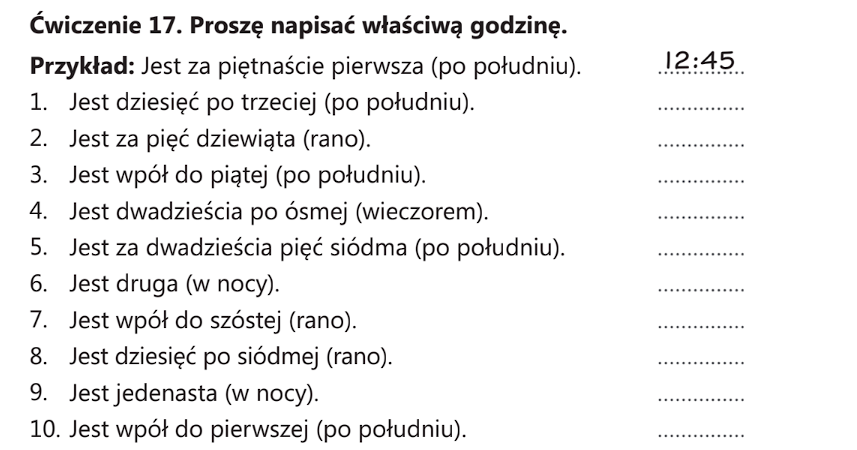 Ćwiczenie 17. Proszę napisać właściwą godzinę.
Przykład: Jest za piętnaście pierwsza (po południu). 12:45
1. Jest dziesięć po trzeciej (po południu). ...............
2. Jest za pięć dziewiąta (rano). ...............
3. Jest wpół do piątej (po południu). ...............
4. Jest dwadzieścia po ósmej (wieczorem). ...............
5. Jest za dwadzieścia pięć siódma (po południu). ...............
6. Jest druga (w nocy). ...............
7. Jest wpół do szóstej (rano). ...............
8. Jest dziesięć po siódmej (rano). ...............
9. Jest jedenasta (w nocy). ...............
10. Jest wpół do pierwszej (po południu). ...............